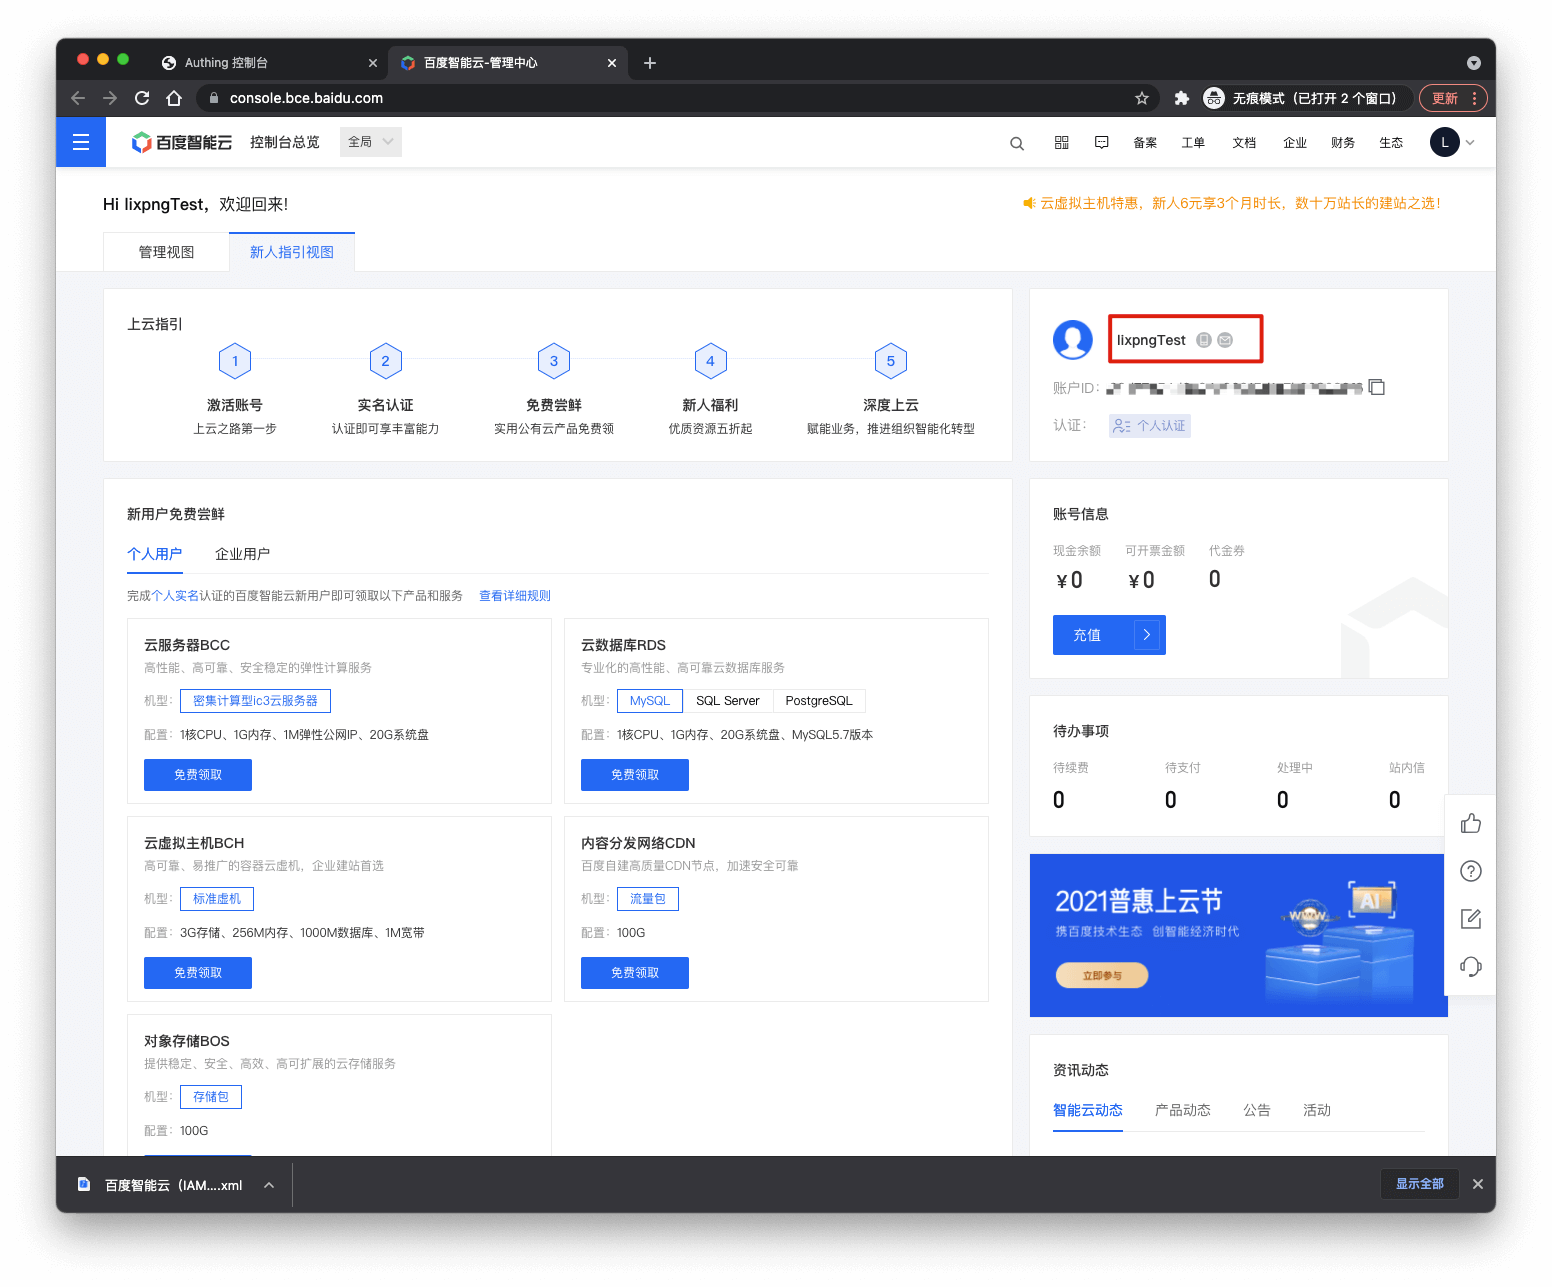 Authing 控制台
百度智能云-管理中心
console.bce.baidu.com
无痕模式（已打开 2 个窗口）
更新
百度智能云
控制台总览
全局
备案
工单
文档
企业
财务
生态
L
Hi lixpngTest，欢迎回来！
云虚拟主机特惠，新人6元享3个月时长，数十万站长的建站之选！
管理视图
新人指引视图
上云指引
1
2
3
4
5
激活账号
实名认证
免费尝鲜
新人福利
深度上云
上云之路第一步
认证即可享丰富能力
实用公有云产品免费领
优质资源五折起
赋能业务，推进组织智能化转型
lixpngTest
账户ID：
认证：
个人认证
新用户免费尝鲜
个人用户
企业用户
完成个人实名认证的百度智能云新用户即可领取以下产品和服务
查看详细规则
云服务器BCC
高性能、高可靠、安全稳定的弹性计算服务
机型：
密集计算型ic3云服务器
配置：
1核CPU、1G内存、1M弹性公网IP、20G系统盘
免费领取
云数据库RDS
专业化的高性能、高可靠云数据库服务
机型：
MySQL
SQL Server
PostgreSQL
配置：
1核CPU、1G内存、20G系统盘、MySQL5.7版本
免费领取
云虚拟主机BCH
高可靠、易推广的容器云虚机，企业建站首选
机型：
标准虚机
配置：
3G存储、256M内存、1000M数据库、1M宽带
免费领取
内容分发网络CDN
百度自建高质量CDN节点，加速安全可靠
机型：
流量包
配置：
100G
免费领取
对象存储BOS
提供稳定、安全、高效、高可扩展的云存储服务
机型：
存储包
配置：
100G
账号信息
现金余额
可开票金额
代金券
¥0
¥0
0
充值
待办事项
待续费
待支付
处理中
站内信
0
0
0
0
2021普惠上云节
携百度技术生态 创智能经济时代
立即参与
WWW
AI
资讯动态
智能云动态
产品动态
公告
活动
百度智能云（IAM....xml
显示全部